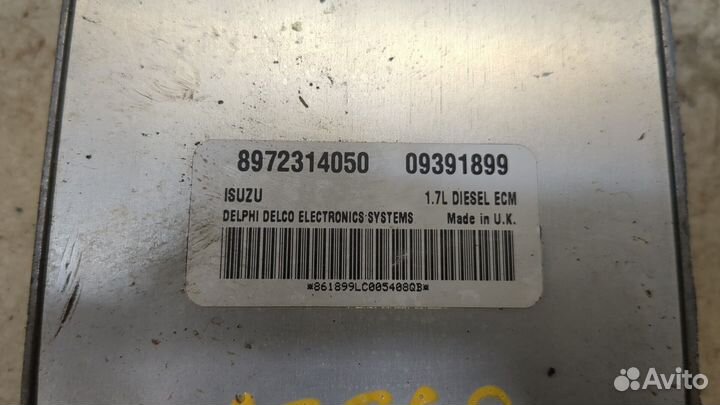 8972314050 09391899
ISUZU 1.7L DIESEL ECM
DELPHI DELCO ELECTRONICS SYSTEMS Made in U.K.
*861899LC005408QB*
Avito